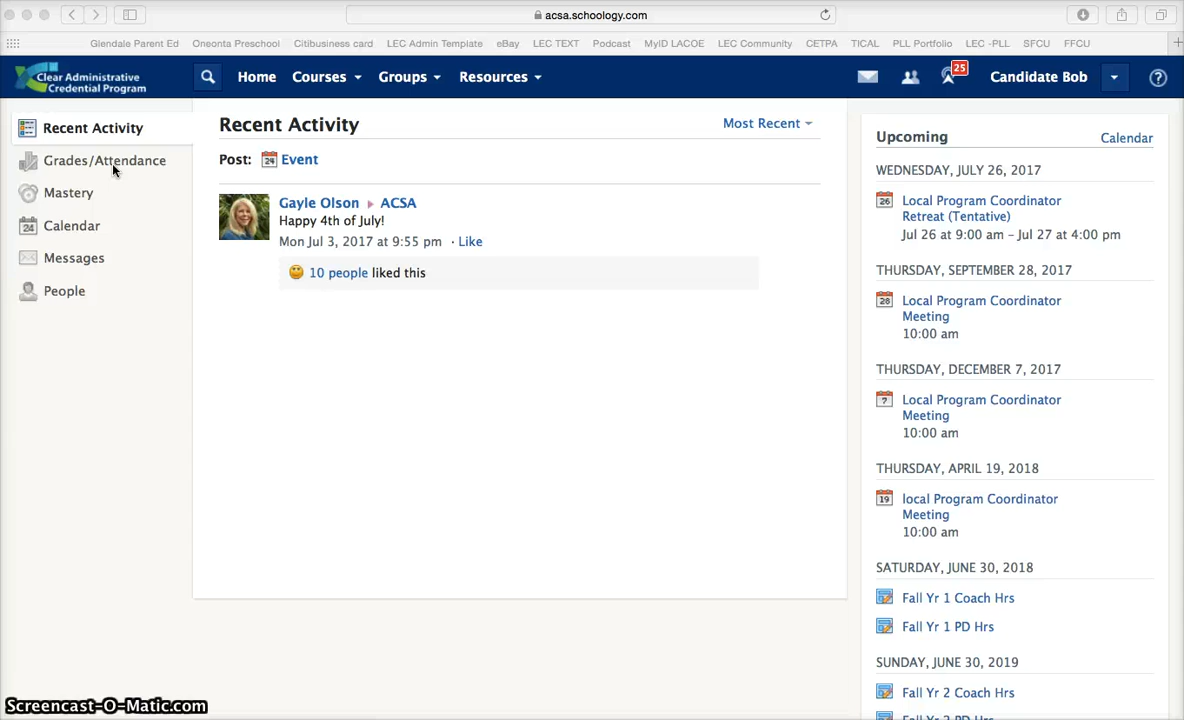 acsa.schoology.com
Glendale Parent Ed Oneonta Preschool Citibusiness card LEC Admin Template eBay LEC TEXT Podcast MyID LACOE LEC Community CETPA TICAL PLL Portfolio LEC -PLL SFCU FFCU
Clear Administrative
Credential Program
Home Courses Groups Resources 25 Candidate Bob ?
Recent Activity
Grades/Attendance
Mastery
24 Calendar
Messages
People
Recent Activity
Most Recent
Post: 24 Event
Gayle Olson ACSA
Happy 4th of July!
Mon Jul 3, 2017 at 9:55 pm · Like
10 people liked this
Upcoming
Calendar
WEDNESDAY, JULY 26, 2017
26 Local Program Coordinator
Retreat (Tentative)
Jul 26 at 9:00 am – Jul 27 at 4:00 pm
THURSDAY, SEPTEMBER 28, 2017
28 Local Program Coordinator
Meeting
10:00 am
THURSDAY, DECEMBER 7, 2017
7 Local Program Coordinator
Meeting
10:00 am
THURSDAY, APRIL 19, 2018
19 local Program Coordinator
Meeting
10:00 am
SATURDAY, JUNE 30, 2018
Fall Yr 1 Coach Hrs
Fall Yr 1 PD Hrs
SUNDAY, JUNE 30, 2019
Fall Yr 2 Coach Hrs
Fall Yr 2 PD Hrs
Screencast-O-Matic.com